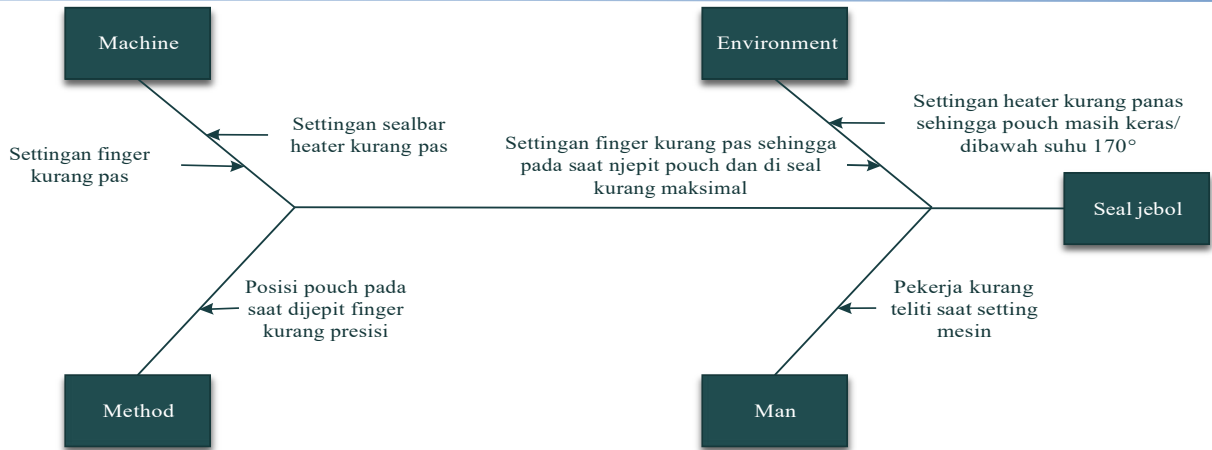 Machine
Environment
Settingan sealbar
heater kurang pas
Settingan finger
kurang pas
Settingan heater kurang panas
sehingga pouch masih keras/
dibawah suhu 170°
Settingan finger kurang pas sehingga
pada saat njepit pouch dan di seal
kurang maksimal
Seal jebol
Posisi pouch pada
saat dijepit finger
kurang presisi
Pekerja kurang
teliti saat setting
mesin
Method
Man